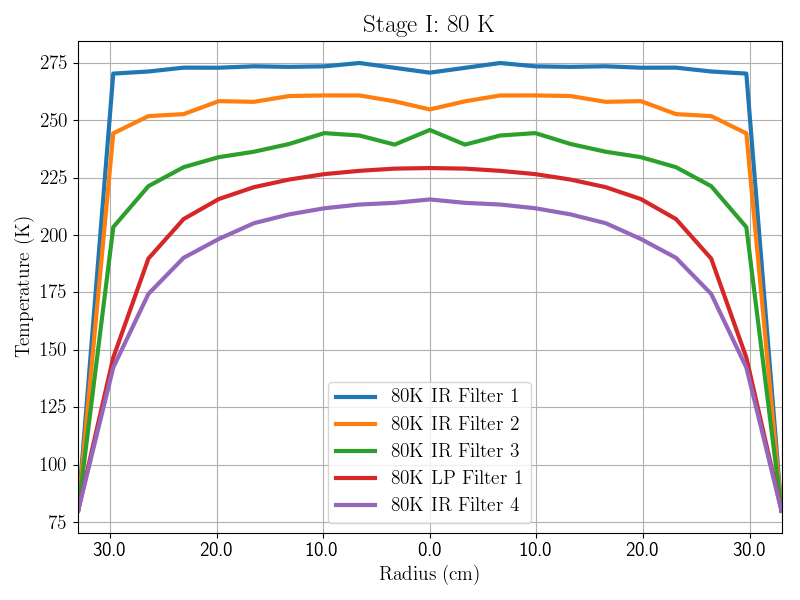 Stage I: 80 K
Temperature (K)
275
250
225
200
175
150
125
100
75
80K IR Filter 1
80K IR Filter 2
80K IR Filter 3
80K LP Filter 1
80K IR Filter 4
30.0 20.0 10.0 0.0 10.0 20.0 30.0
Radius (cm)